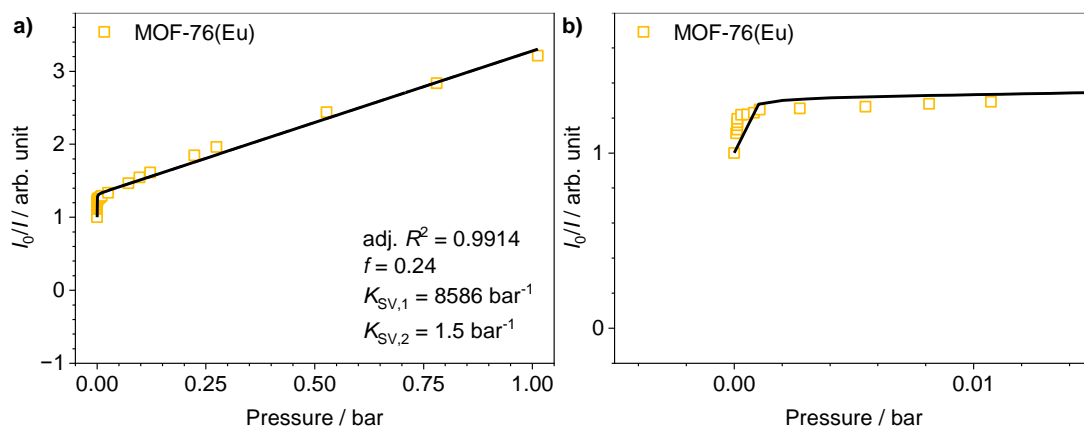 a)
MOF-76(Eu)
I₀/I / arb. unit
3
2
1
0
−1
adj. R² = 0.9914
f = 0.24
K_SV,1 = 8586 bar⁻¹
K_SV,2 = 1.5 bar⁻¹
0.00 0.25 0.50 0.75 1.00
Pressure / bar
b)
MOF-76(Eu)
I₀/I / arb. unit
1
0
0.00 0.01
Pressure / bar